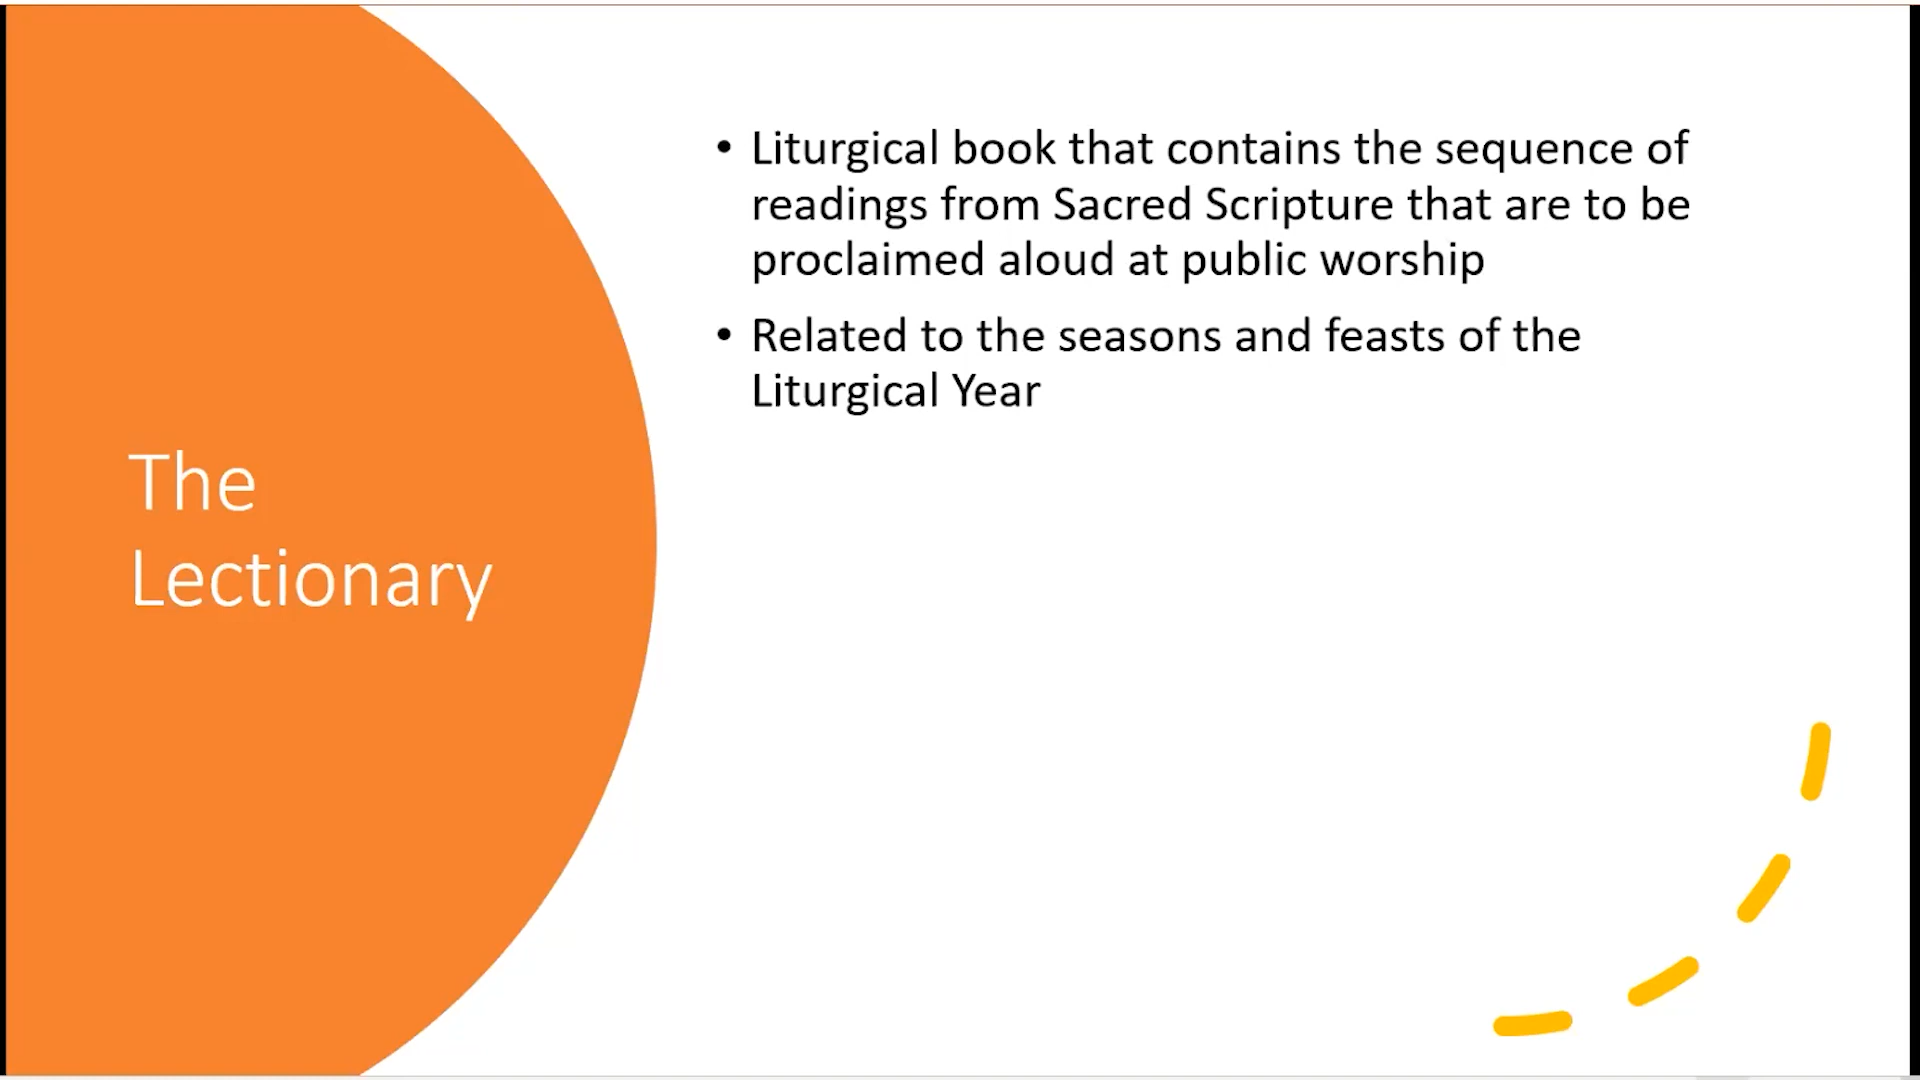 The
Lectionary
• Liturgical book that contains the sequence of
readings from Sacred Scripture that are to be
proclaimed aloud at public worship
• Related to the seasons and feasts of the
Liturgical Year